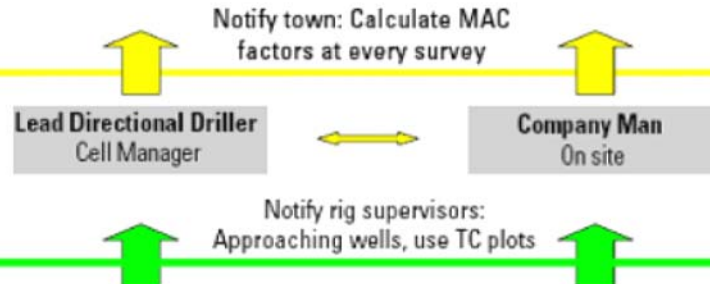 Notify town: Calculate MAC
factors at every survey
Lead Directional Driller
Cell Manager
Company Man
On site
Notify rig supervisors:
Approaching wells, use TC plots